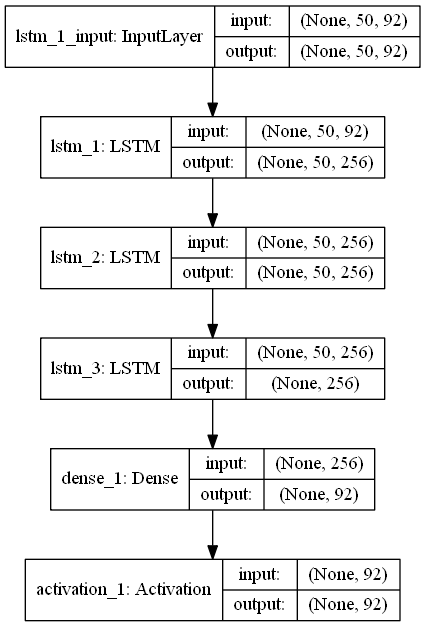 lstm_1_input: InputLayer
input: (None, 50, 92)
output: (None, 50, 92)
lstm_1: LSTM
input: (None, 50, 92)
output: (None, 50, 256)
lstm_2: LSTM
input: (None, 50, 256)
output: (None, 50, 256)
lstm_3: LSTM
input: (None, 50, 256)
output: (None, 256)
dense_1: Dense
input: (None, 256)
output: (None, 92)
activation_1: Activation
input: (None, 92)
output: (None, 92)